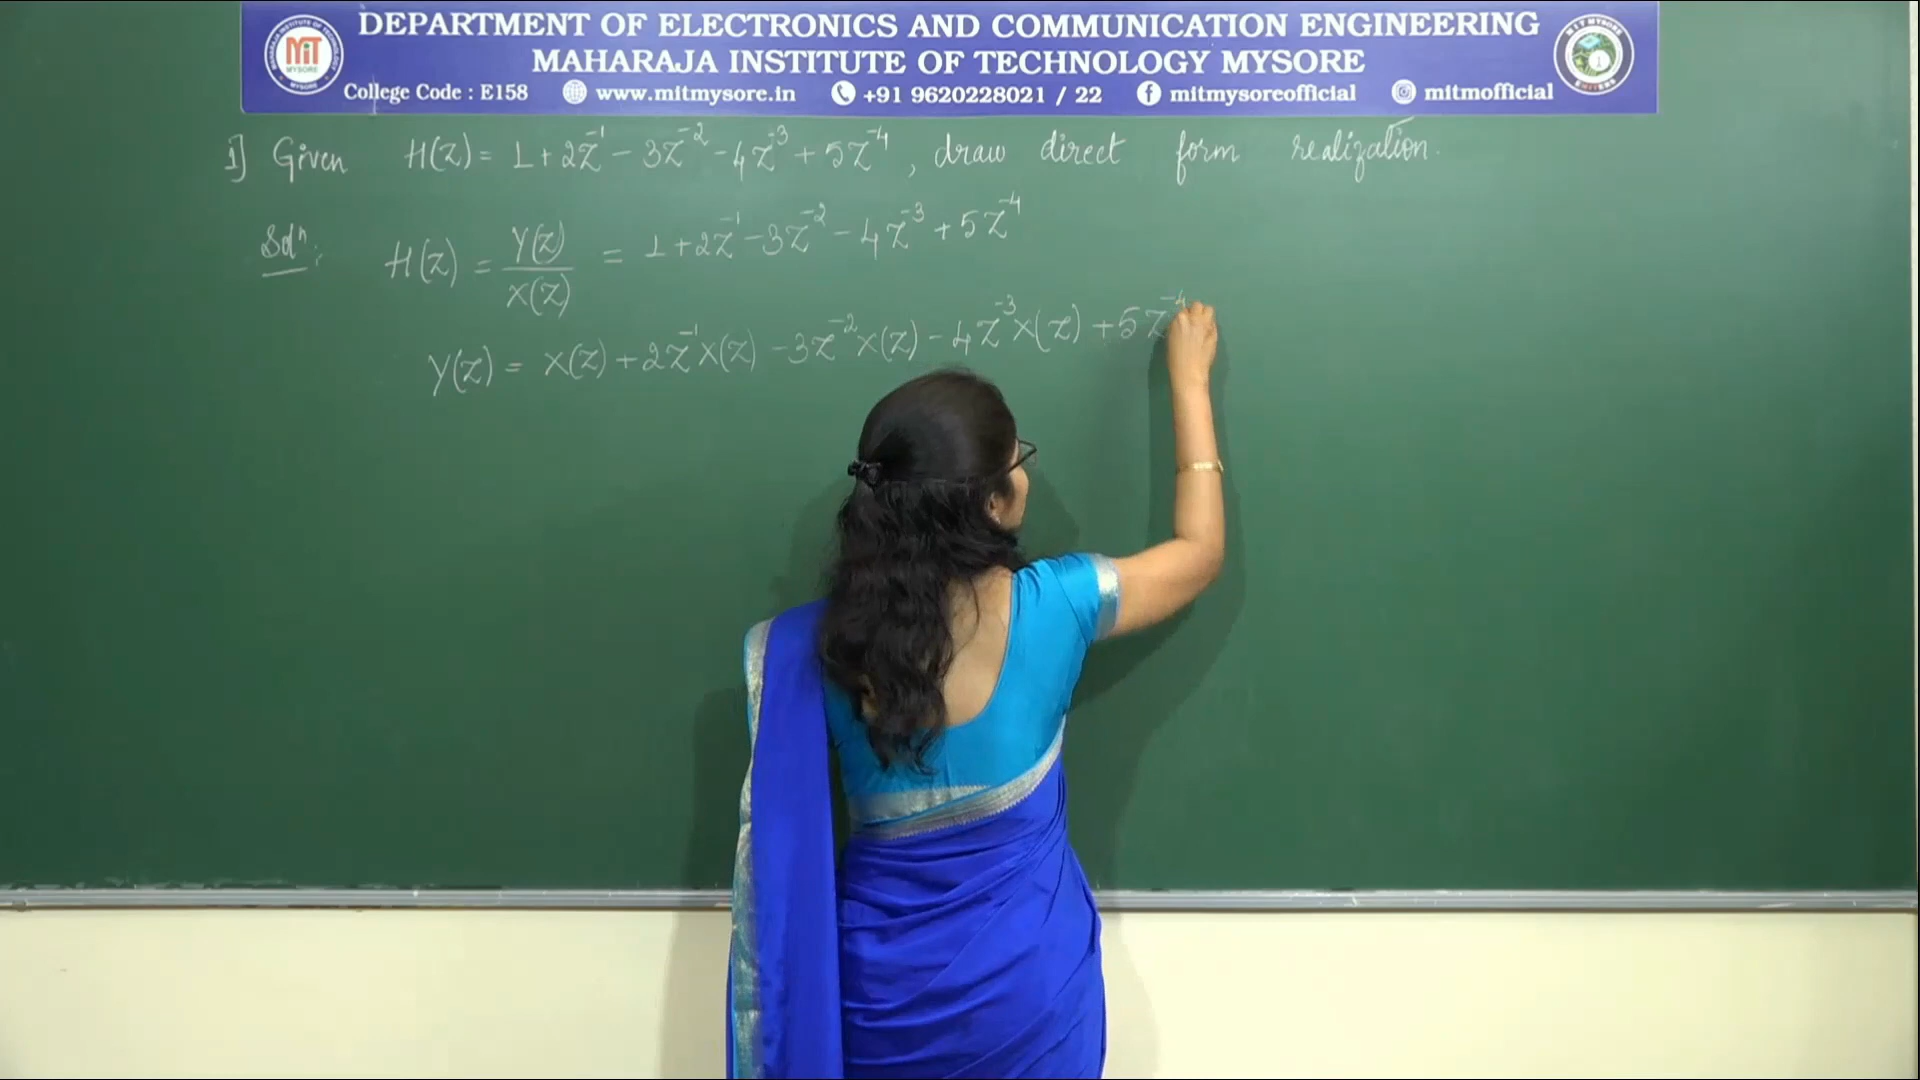 DEPARTMENT OF ELECTRONICS AND COMMUNICATION ENGINEERING
MAHARAJA INSTITUTE OF TECHNOLOGY MYSORE
College Code : E158 www.mitmysore.in +91 9620228021 / 22 mitmysoreofficial mitmofficial
MIT
MYSORE
1] Given H(z) = 1 + 2z⁻¹ - 3z⁻² - 4z⁻³ + 5z⁻⁴, draw direct form realization.
Solⁿ: H(z) = Y(z)/X(z) = 1 + 2z⁻¹ - 3z⁻² - 4z⁻³ + 5z⁻⁴
Y(z) = X(z) + 2z⁻¹X(z) - 3z⁻²X(z) - 4z⁻³X(z) + 5z⁻⁴